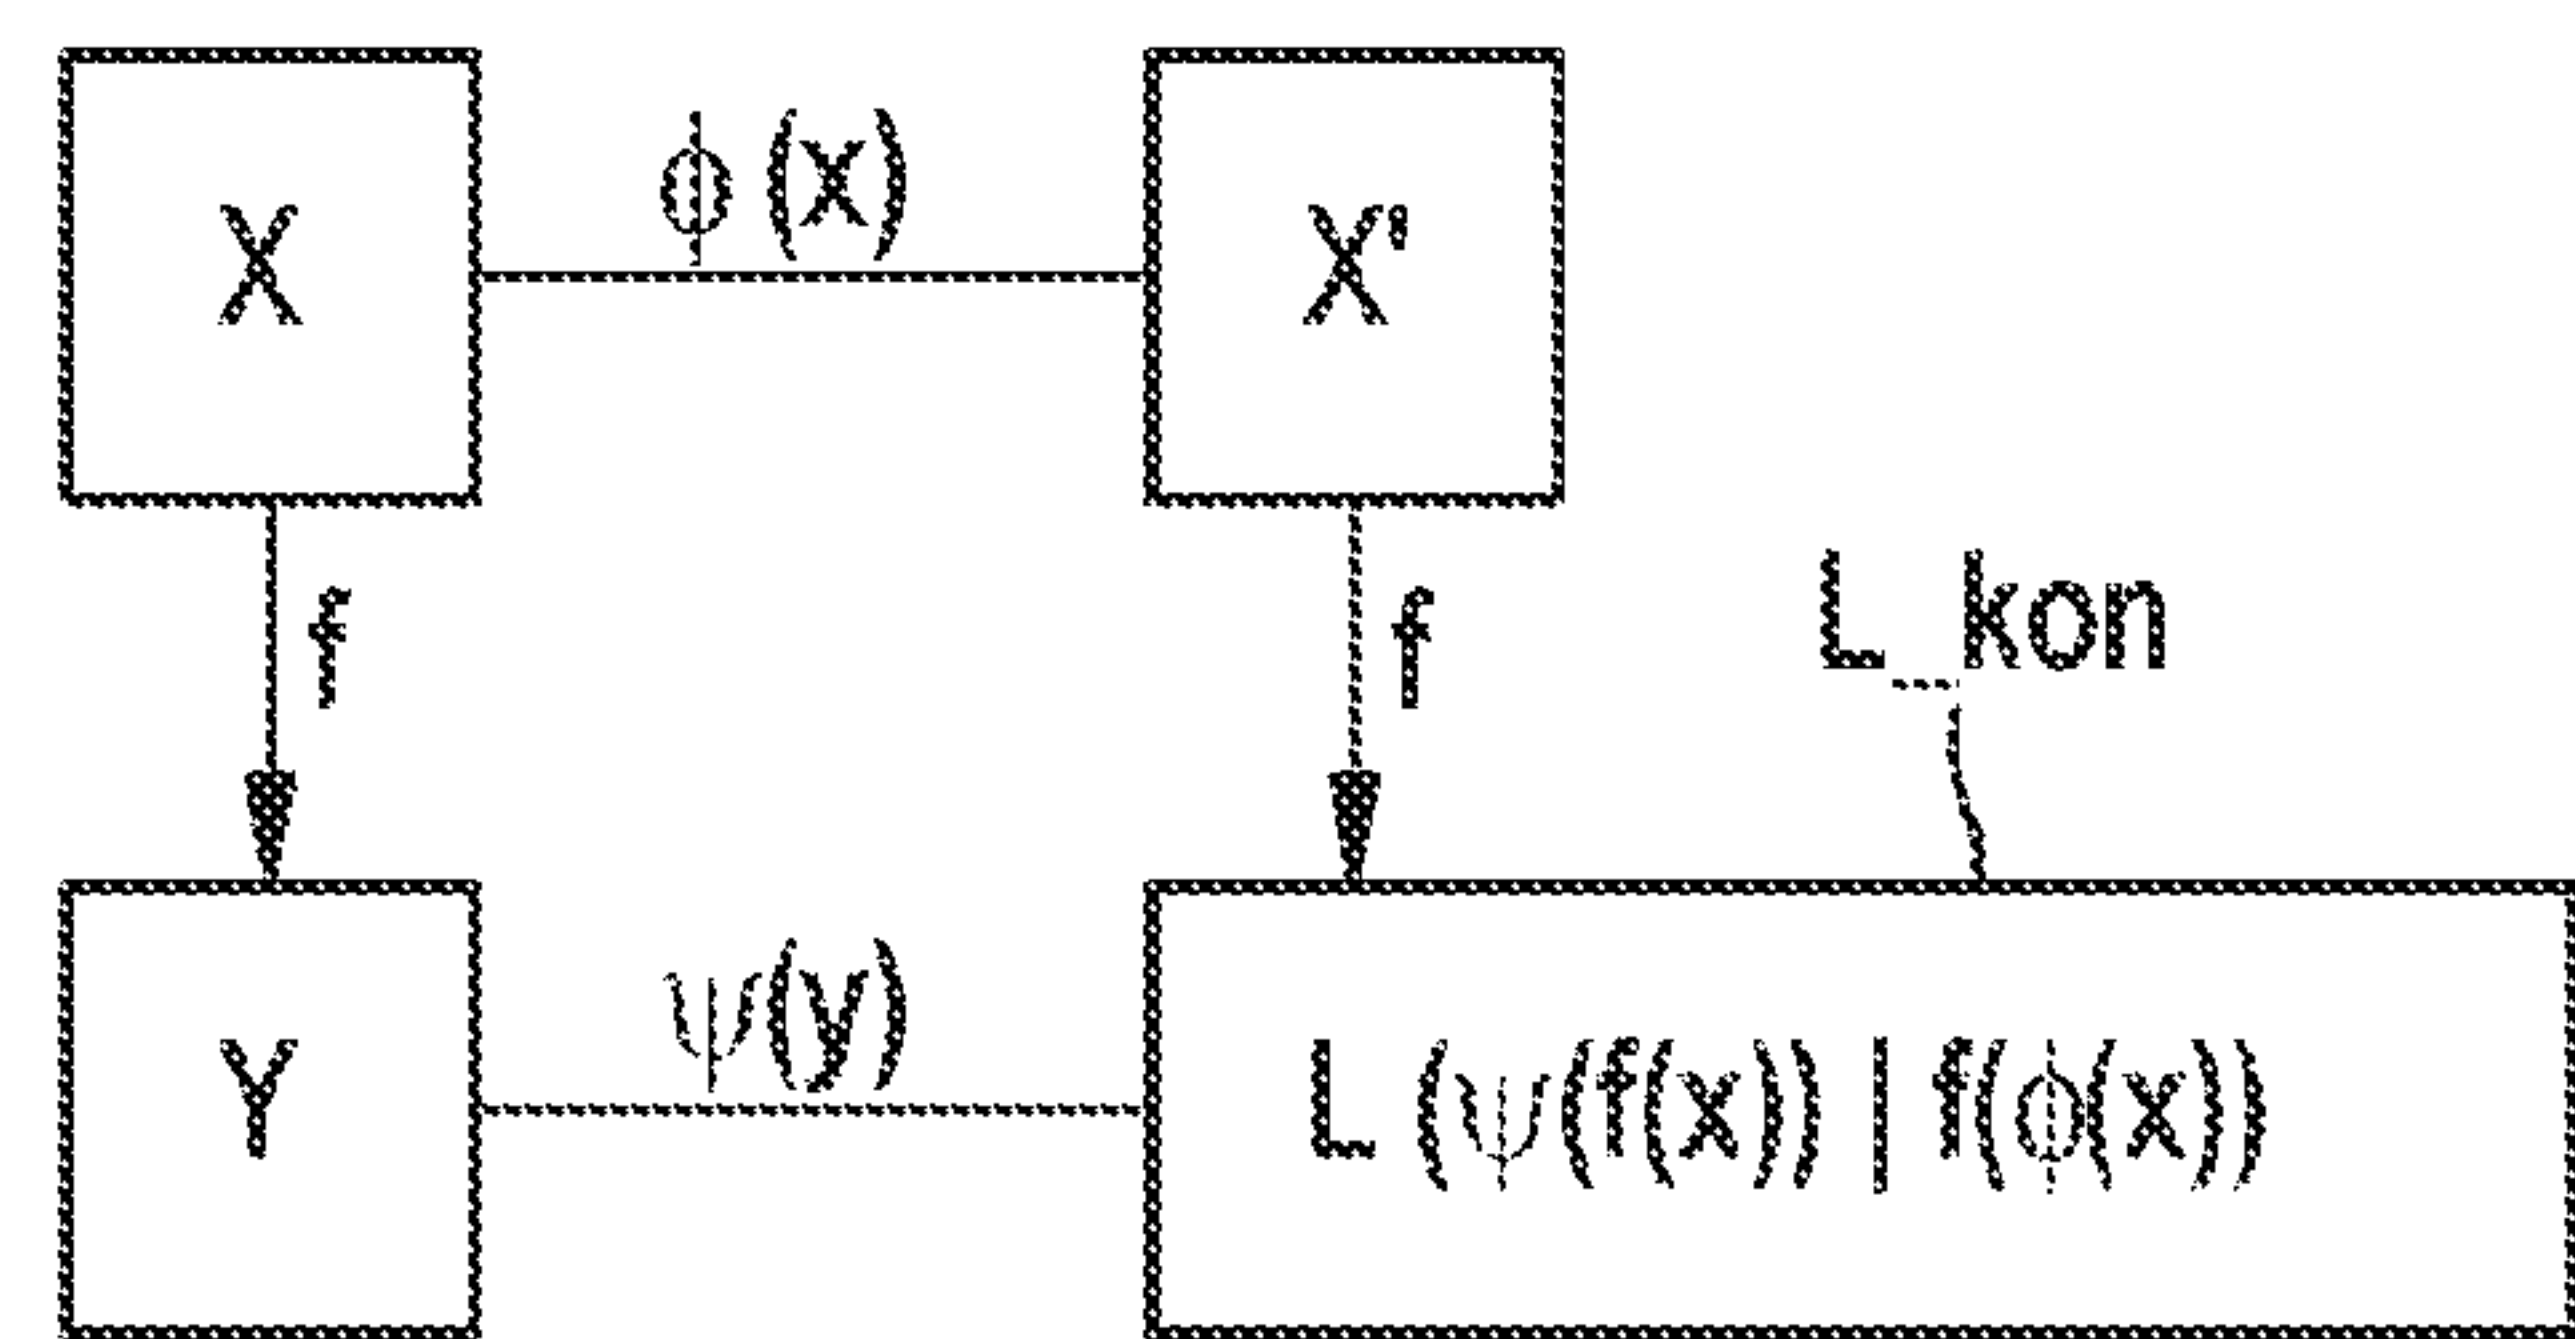 X
ϕ (x)
X'
f
f
L_kon
Y
ψ(y)
L (ψ(f(x)) | f(ϕ(x))